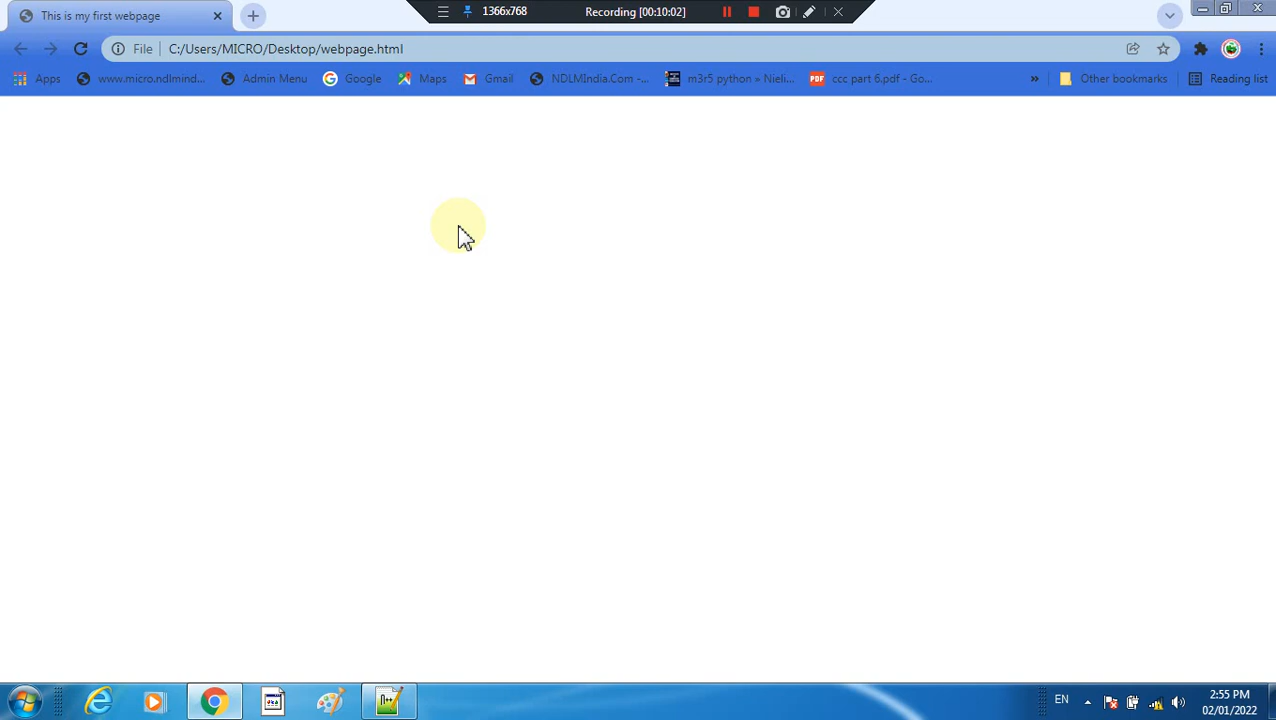 This is my first webpage
1366x768
Recording [00:10:02]
File
C:/Users/MICRO/Desktop/webpage.html
Apps
www.micro.ndlmind...
Admin Menu
Google
Maps
Gmail
NDLMIndia.Com -...
m3r5 python » Nieli...
PDF
ccc part 6.pdf - Go...
»
Other bookmarks
Reading list
EN
2:55 PM
02/01/2022